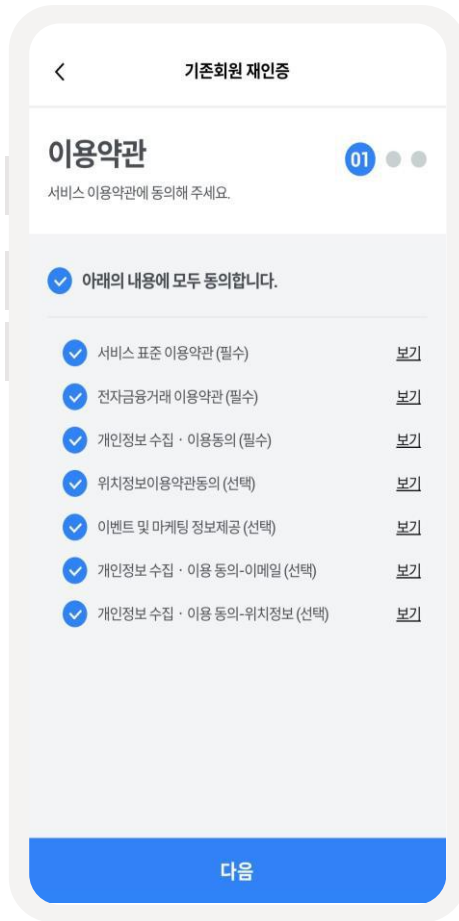 기존회원 재인증
이용약관
01
서비스 이용약관에 동의해 주세요.
아래의 내용에 모두 동의합니다.
서비스 표준 이용약관 (필수) 보기
전자금융거래 이용약관 (필수) 보기
개인정보 수집 · 이용동의 (필수) 보기
위치정보이용약관동의 (선택) 보기
이벤트 및 마케팅 정보제공 (선택) 보기
개인정보 수집 · 이용 동의-이메일 (선택) 보기
개인정보 수집 · 이용 동의-위치정보 (선택) 보기
다음